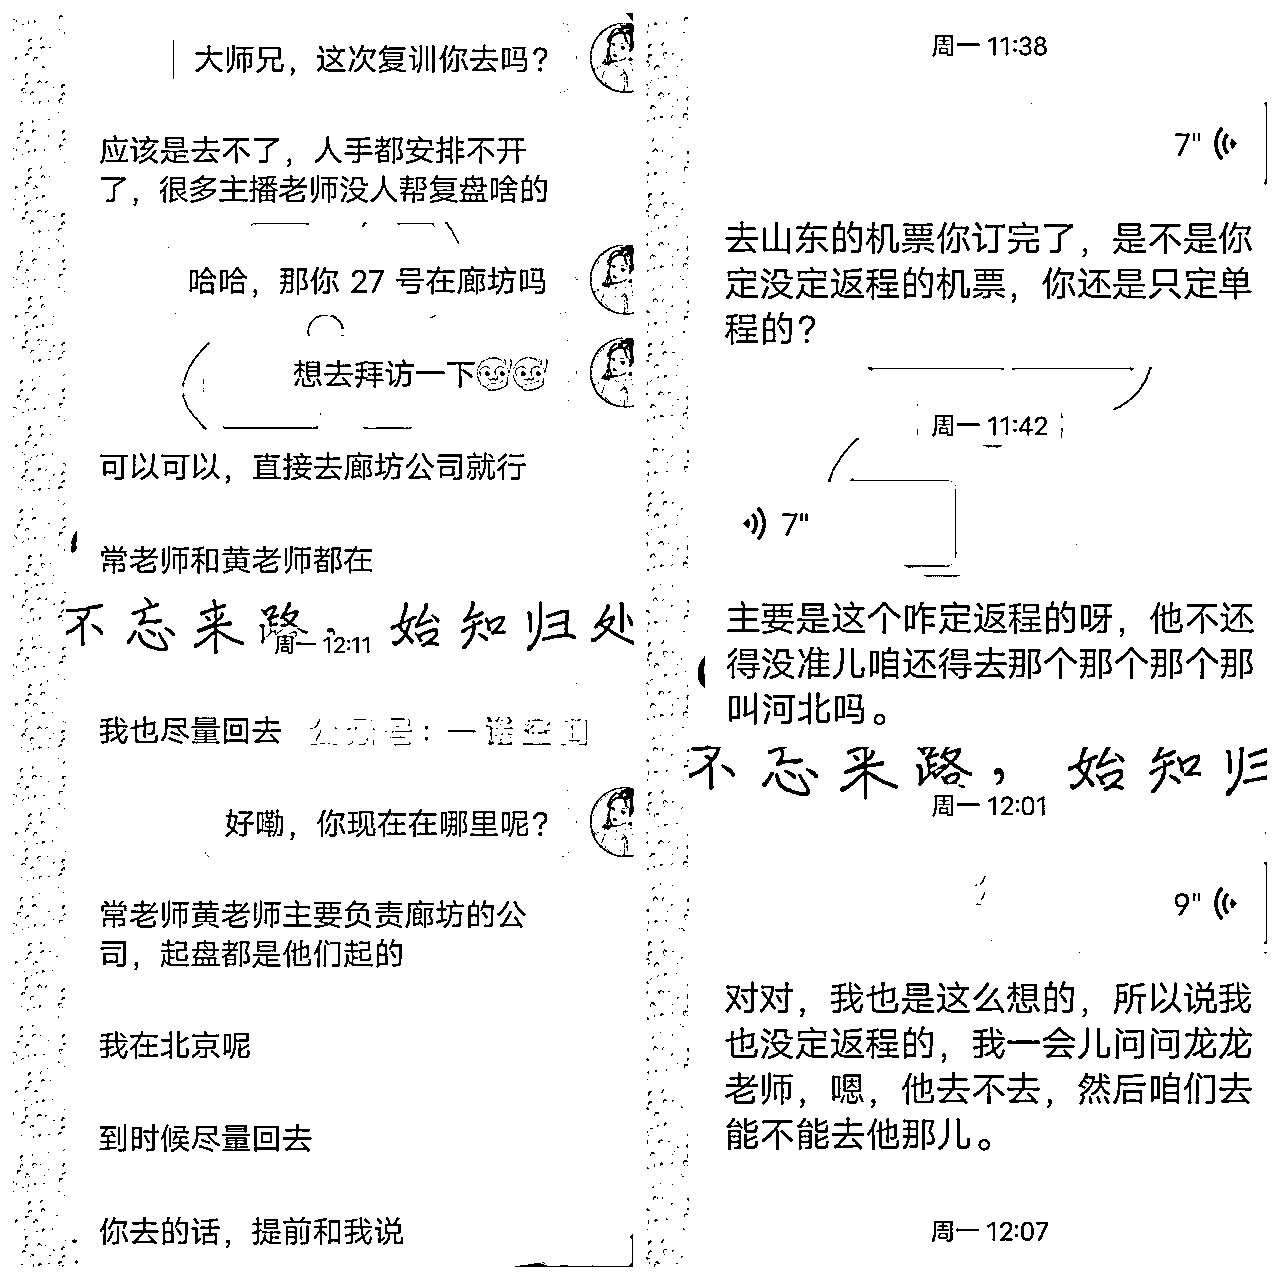 大师兄，这次复训你去吗？
应该是去不了，人手都安排不开
了，很多主播老师没人帮复盘啥的
哈哈，那你 27 号在廊坊吗
想去拜访一下
可以可以，直接去廊坊公司就行
常老师和黄老师都在
不忘来路，始知归处
周一 12:11
我也尽量回去
公众号：一诺空间
好嘞，你现在在哪里呢？
常老师黄老师主要负责廊坊的公
司，起盘都是他们起的
我在北京呢
到时候尽量回去
你去的话，提前和我说
周一 11:38
7"
去山东的机票你订完了，是不是你
定没定返程的机票，你还是只定单
程的？
周一 11:42
7"
主要是这个咋定返程的呀，他不还
得没准儿咱还得去那个那个那个那
叫河北吗。
不忘来路，始知归
周一 12:01
9"
对对，我也是这么想的，所以说我
也没定返程的，我一会儿问问龙龙
老师，嗯，他去不去，然后咱们去
能不能去他那儿。
周一 12:07